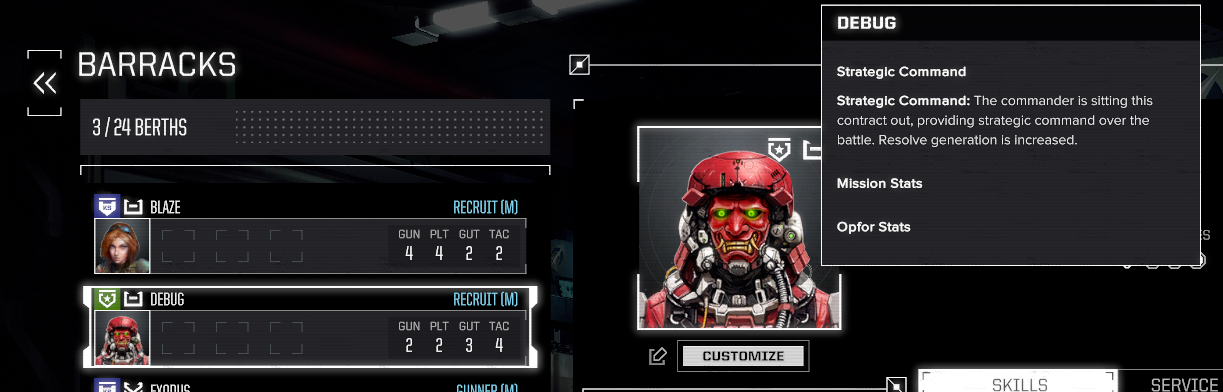 BARRACKS
3 / 24 BERTHS
KS
BLAZE
RECRUIT (M)
GUN PLT GUT TAC
4 4 2 2
DEBUG
RECRUIT (M)
GUN PLT GUT TAC
2 2 3 4
EXODUS
GUNNER (M)
DEBUG
Strategic Command
Strategic Command: The commander is sitting this
contract out, providing strategic command over the
battle. Resolve generation is increased.
Mission Stats
Opfor Stats
CUSTOMIZE
SKILLS
SERVICE